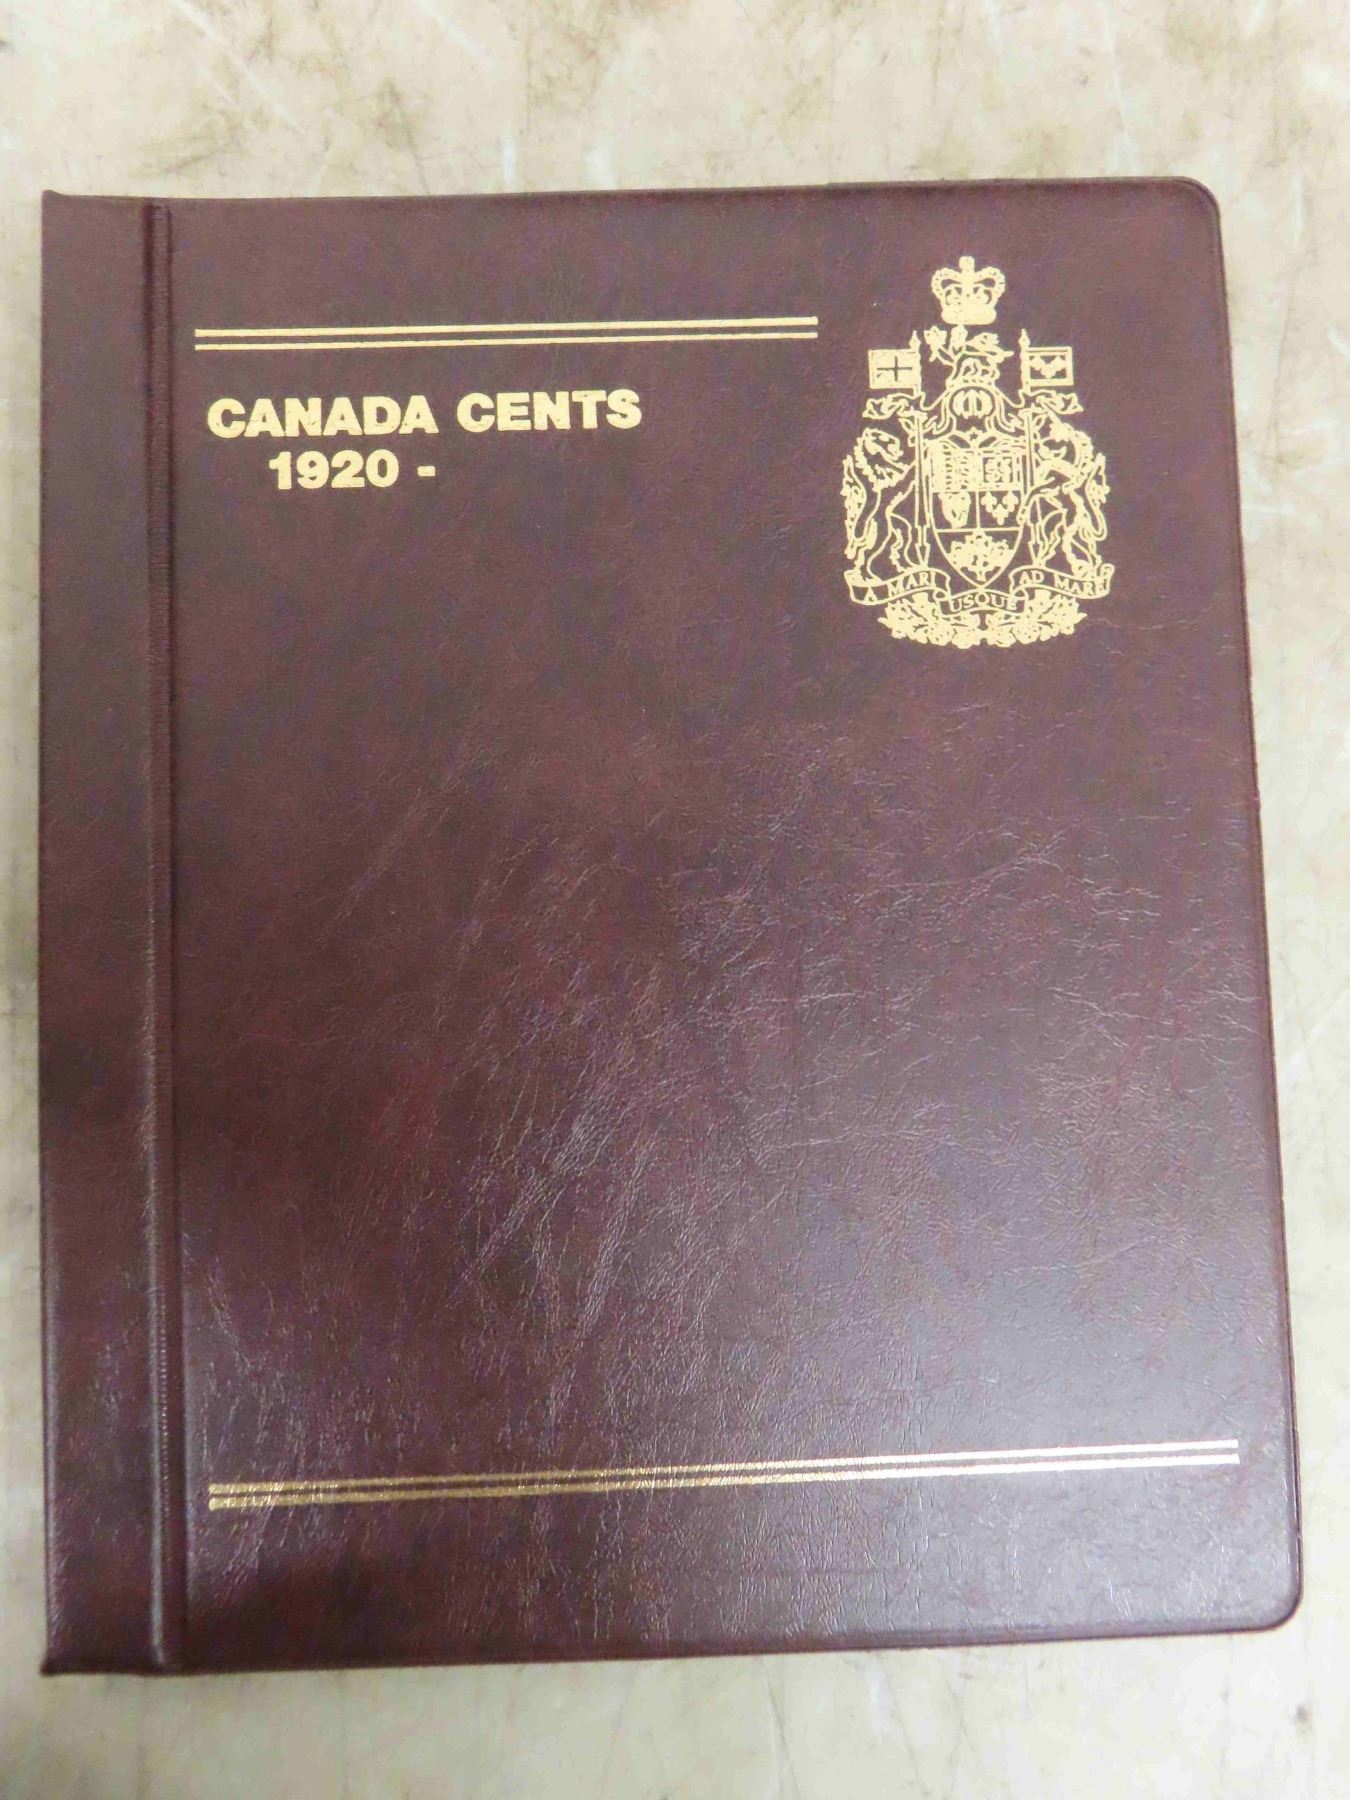 CANADA CENTS
1920 -
A MARI USQUE AD MARE